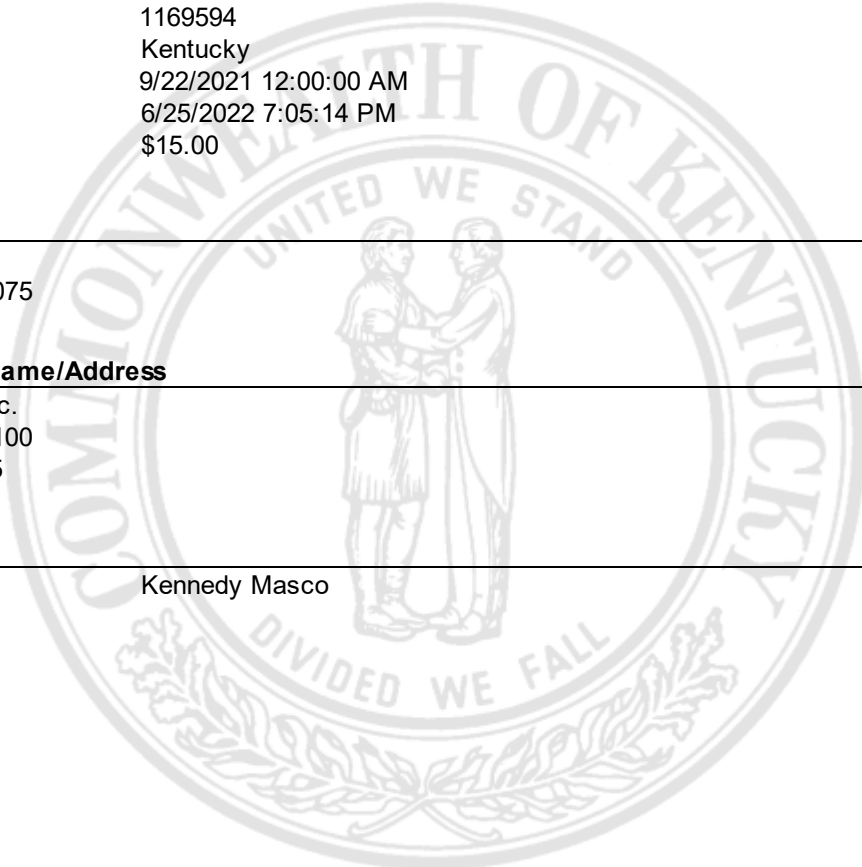 1169594
Kentucky
9/22/2021 12:00:00 AM
6/25/2022 7:05:14 PM
$15.00
COMMONWEALTH OF KENTUCKY
UNITED WE STAND
075
ame/Address
c.
100
Kennedy Masco
DIVIDED WE FALL